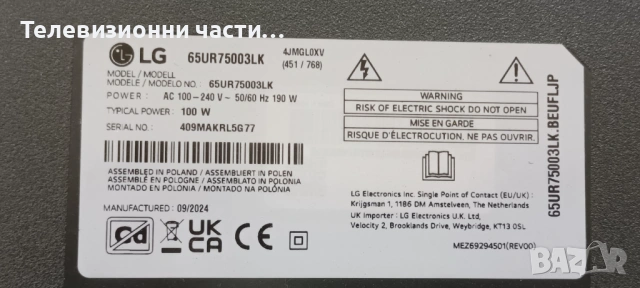 Телевизионни части...
LG 65UR75003LK 4JMGL0XV
(451 / 768)
MODEL / MODELL
MODÈLE / MODELO NO. : 65UR75003LK
POWER : AC 100-240 V ~ 50/60 Hz 190 W
TYPICAL POWER : 100 W
SERIAL NO. : 409MAKRL5G77
ASSEMBLED IN POLAND / ASSEMBLIERT IN POLEN
ASSEMBLÉ EN POLOGNE / ASSEMBLATO IN POLONIA
MONTADO EN POLONIA / MONTADO NA POLÓNIA
MANUFACTURED : 09/2024
Cd
UK
CA
CE
WARNING
RISK OF ELECTRIC SHOCK DO NOT OPEN
MISE EN GARDE
RISQUE D'ÉLECTROCUTION, NE PAS OUVRIR.
LG Electronics Inc. Single Point of Contact (EU/UK) :
Krijgsman 1, 1186 DM Amstelveen, The Netherlands
UK importer : LG Electronics U.K. Ltd,
Velocity 2, Brooklands Drive, Weybridge, KT13 0SL
MEZ69294501(REV00)
65UR75003LK.BEUFLJP
bazar